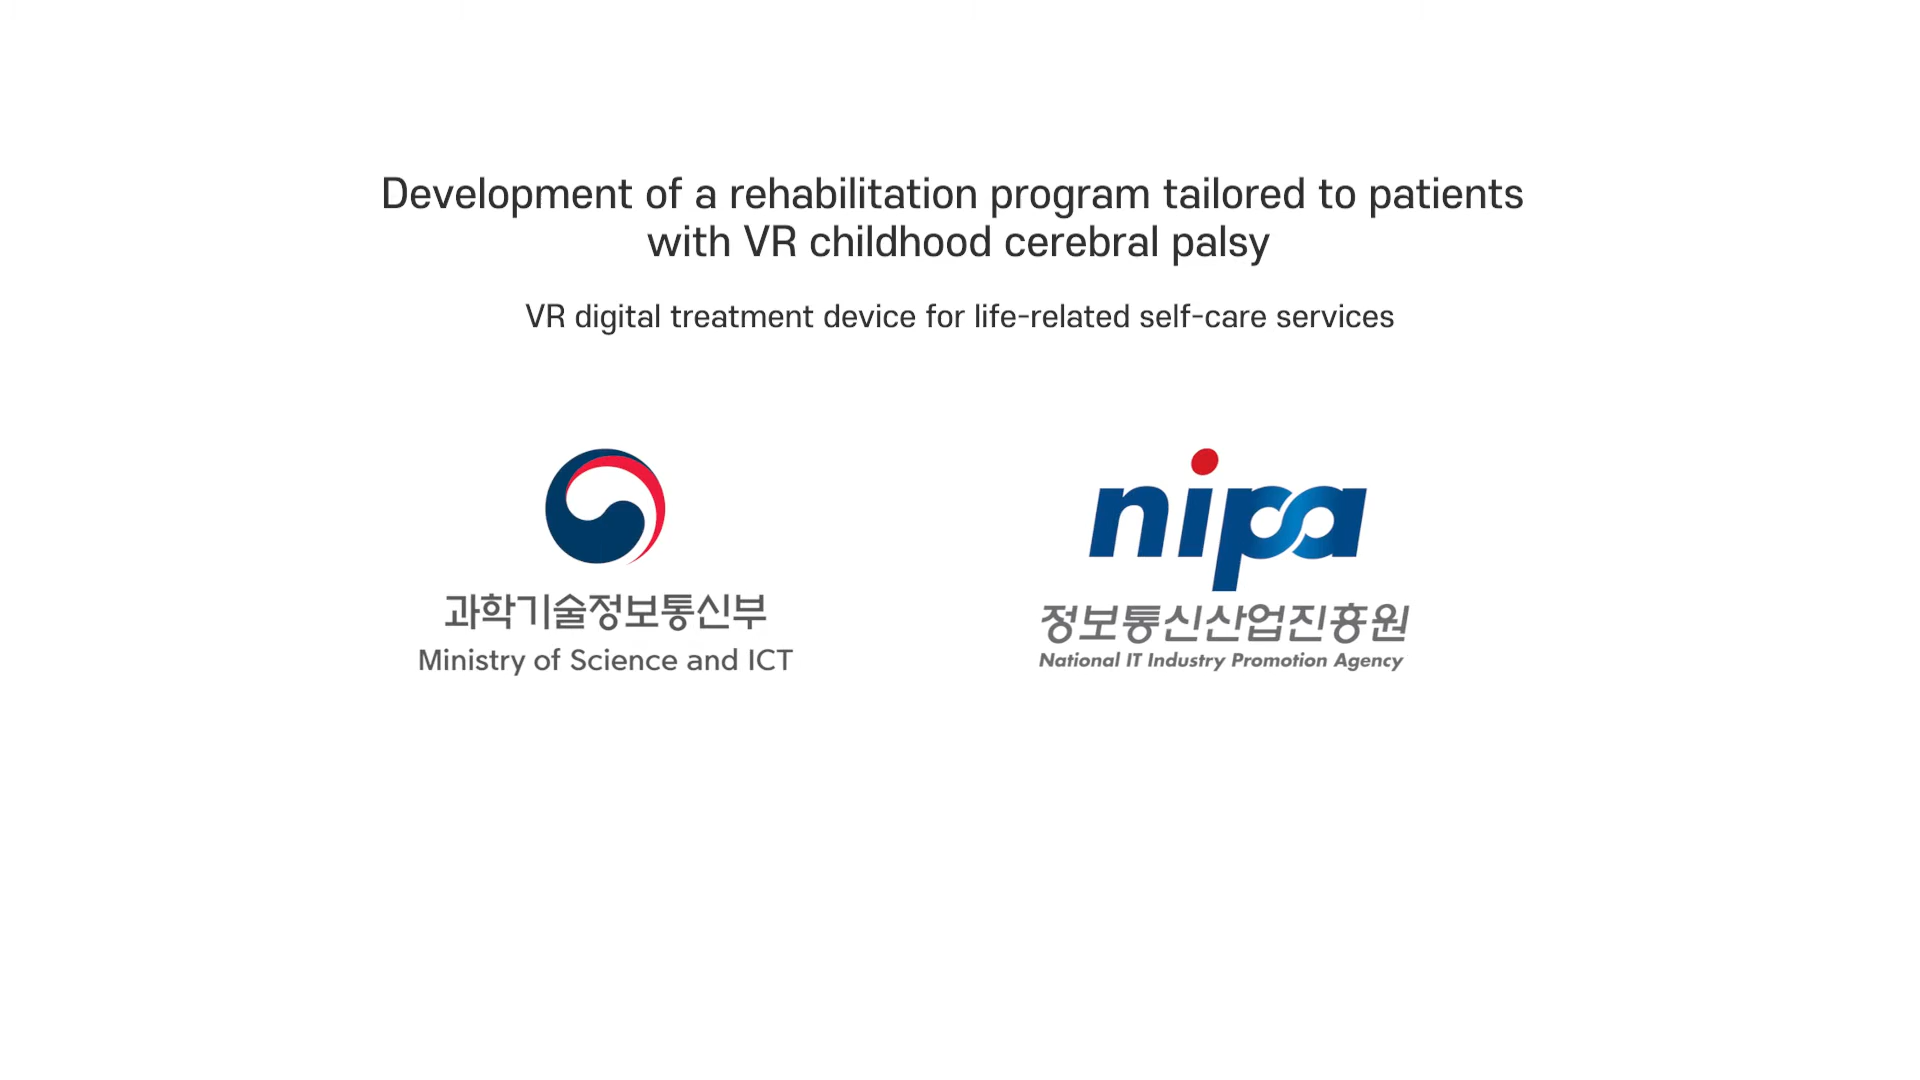 Development of a rehabilitation program tailored to patients
with VR childhood cerebral palsy
VR digital treatment device for life-related self-care services
과학기술정보통신부
Ministry of Science and ICT
nipa
정보통신산업진흥원
National IT Industry Promotion Agency